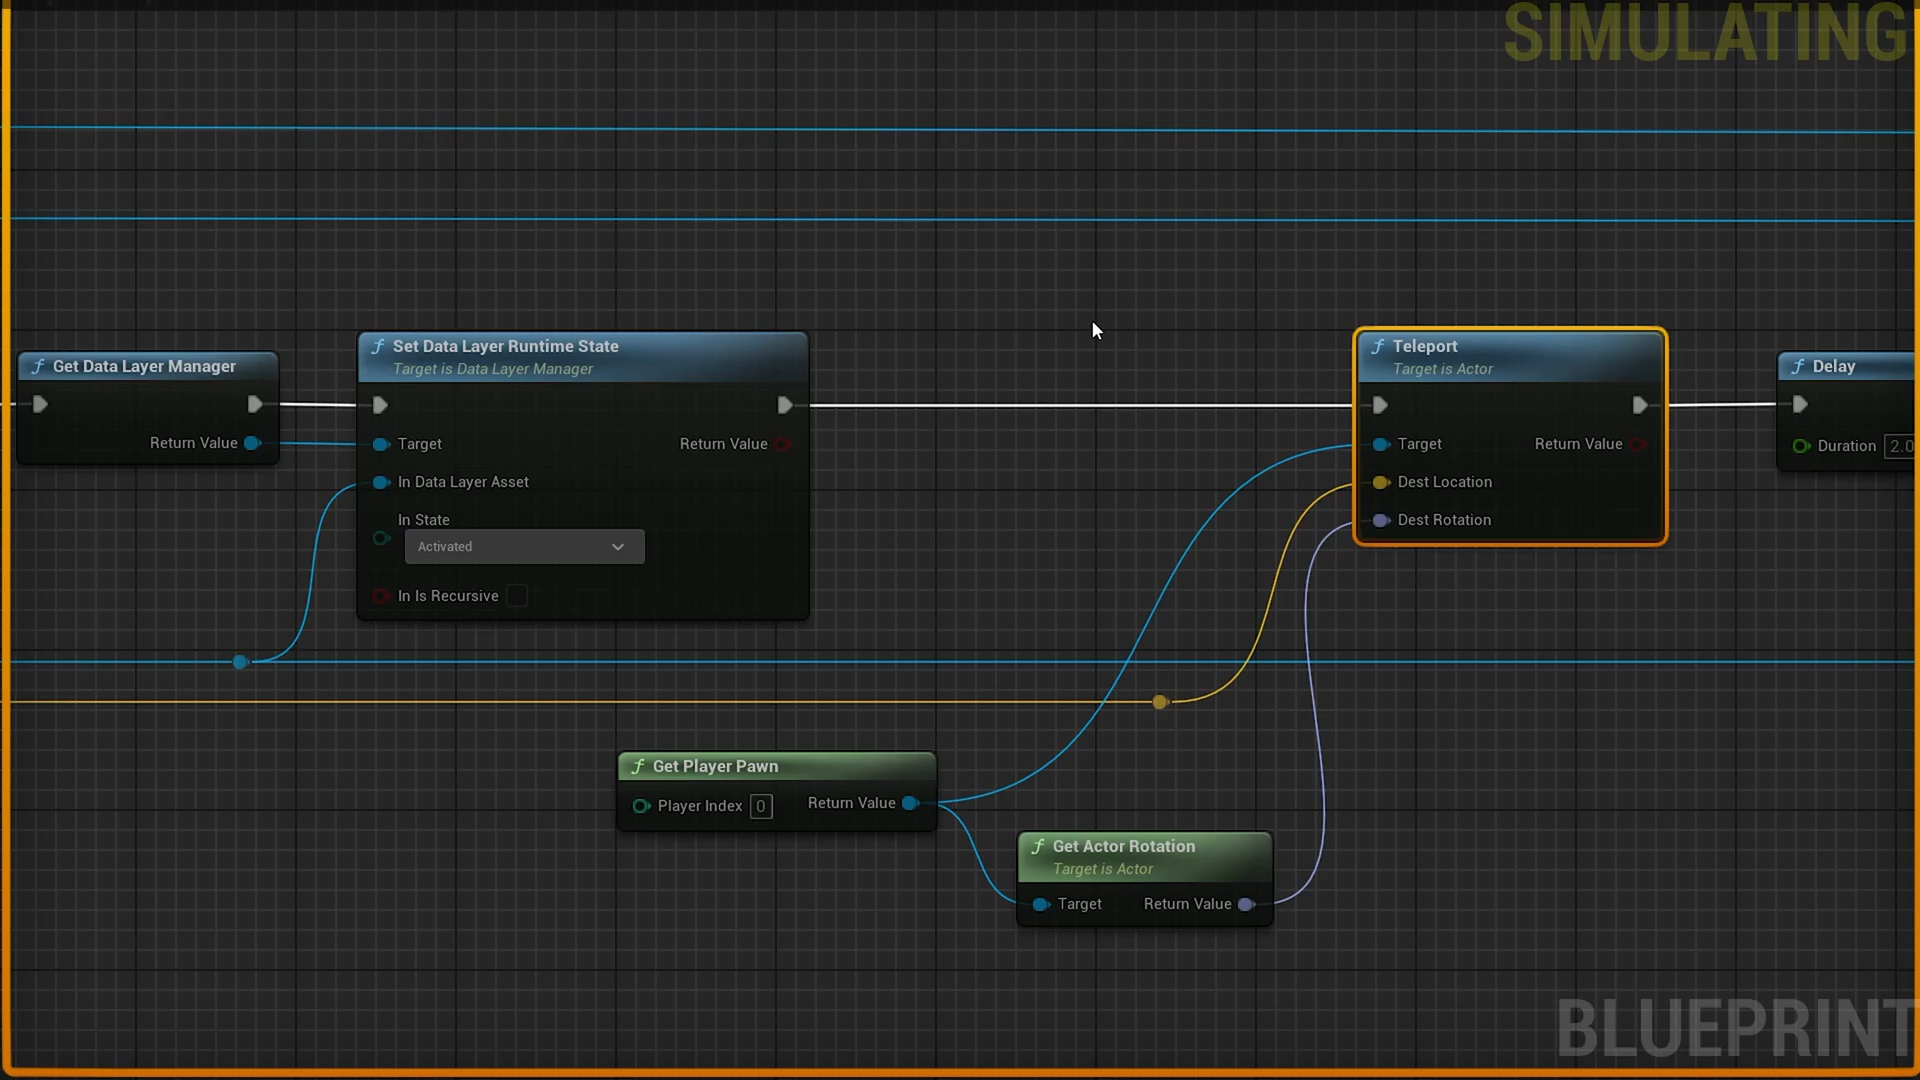 SIMULATING
Get Data Layer Manager
Return Value
Set Data Layer Runtime State
Target is Data Layer Manager
Target
Return Value
In Data Layer Asset
In State
Activated
In Is Recursive
Teleport
Target is Actor
Target
Return Value
Dest Location
Dest Rotation
Delay
Duration 2.0
Get Player Pawn
Player Index 0
Return Value
Get Actor Rotation
Target is Actor
Target
Return Value
BLUEPRINT